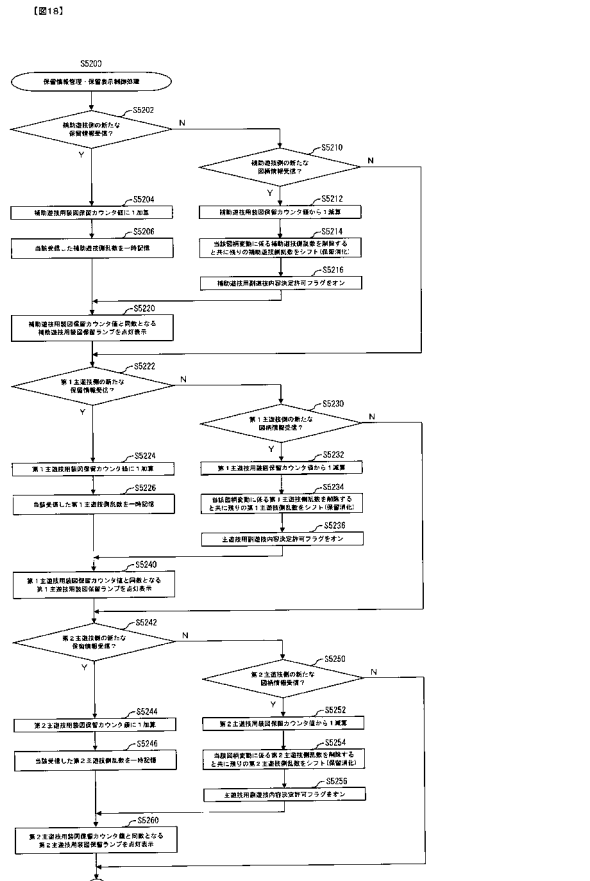 【図18】
S5200
保留情報管理・保留表示制御処理
S5202
補助遊技側の新たな
保留情報受信?
N
Y
S5210
補助遊技側の新たな
図柄情報受信?
N
Y
S5204
補助遊技用装図保留カウンタ値に1加算
S5212
補助遊技用装図保留カウンタ値から1減算
S5206
当該受信した補助遊技側乱数を一時記憶
S5214
当該図柄変動に係る補助遊技側乱数を削除する
と共に残りの補助遊技側乱数をシフト(保留消化)
S5216
補助遊技用副遊技内容決定許可フラグをオン
S5220
補助遊技用装図保留カウンタ値と同数となる
補助遊技用装図保留ランプを点灯表示
S5222
第1主遊技側の新たな
保留情報受信?
N
Y
S5230
第1主遊技側の新たな
図柄情報受信?
N
Y
S5224
第1主遊技用装図保留カウンタ値に1加算
S5232
第1主遊技用装図保留カウンタ値から1減算
S5226
当該受信した第1主遊技側乱数を一時記憶
S5234
当該図柄変動に係る第1主遊技側乱数を削除する
と共に残りの第1主遊技側乱数をシフト(保留消化)
S5236
主遊技用副遊技内容決定許可フラグをオン
S5240
第1主遊技用装図保留カウンタ値と同数となる
第1主遊技用装図保留ランプを点灯表示
S5242
第2主遊技側の新たな
保留情報受信?
N
Y
S5250
第2主遊技側の新たな
図柄情報受信?
N
Y
S5244
第2主遊技用装図保留カウンタ値に1加算
S5252
第2主遊技用装図保留カウンタ値から1減算
S5246
当該受信した第2主遊技側乱数を一時記憶
S5254
当該図柄変動に係る第2主遊技側乱数を削除する
と共に残りの第2主遊技側乱数をシフト(保留消化)
S5256
主遊技用副遊技内容決定許可フラグをオン
S5260
第2主遊技用装図保留カウンタ値と同数となる
第2主遊技用装図保留ランプを点灯表示